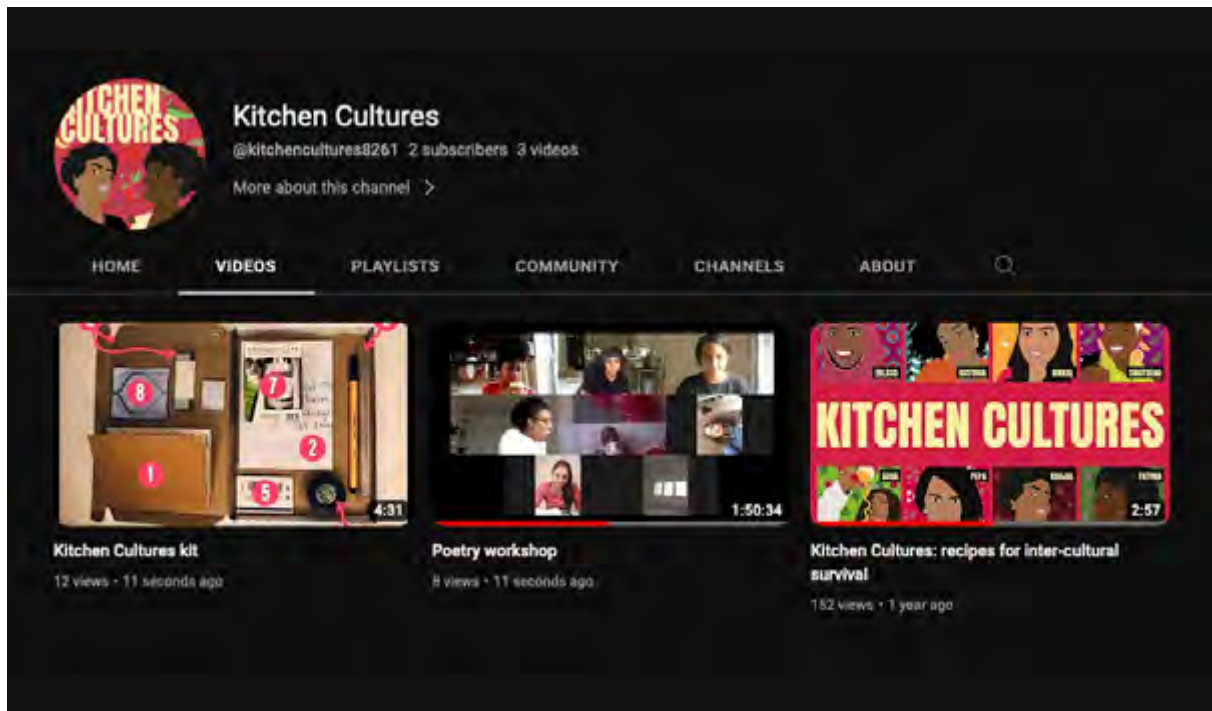 KITCHEN
CULTURES
Kitchen Cultures
@kitchencultures8261 2 subscribers 3 videos
More about this channel
HOME VIDEOS PLAYLISTS COMMUNITY CHANNELS ABOUT
8
7
2
1
5
4:31
1:50:34
KITCHEN CULTURES
2:57
Kitchen Cultures kit
12 views • 11 seconds ago
Poetry workshop
8 views • 11 seconds ago
Kitchen Cultures: recipes for inter-cultural
survival
152 views • 1 year ago